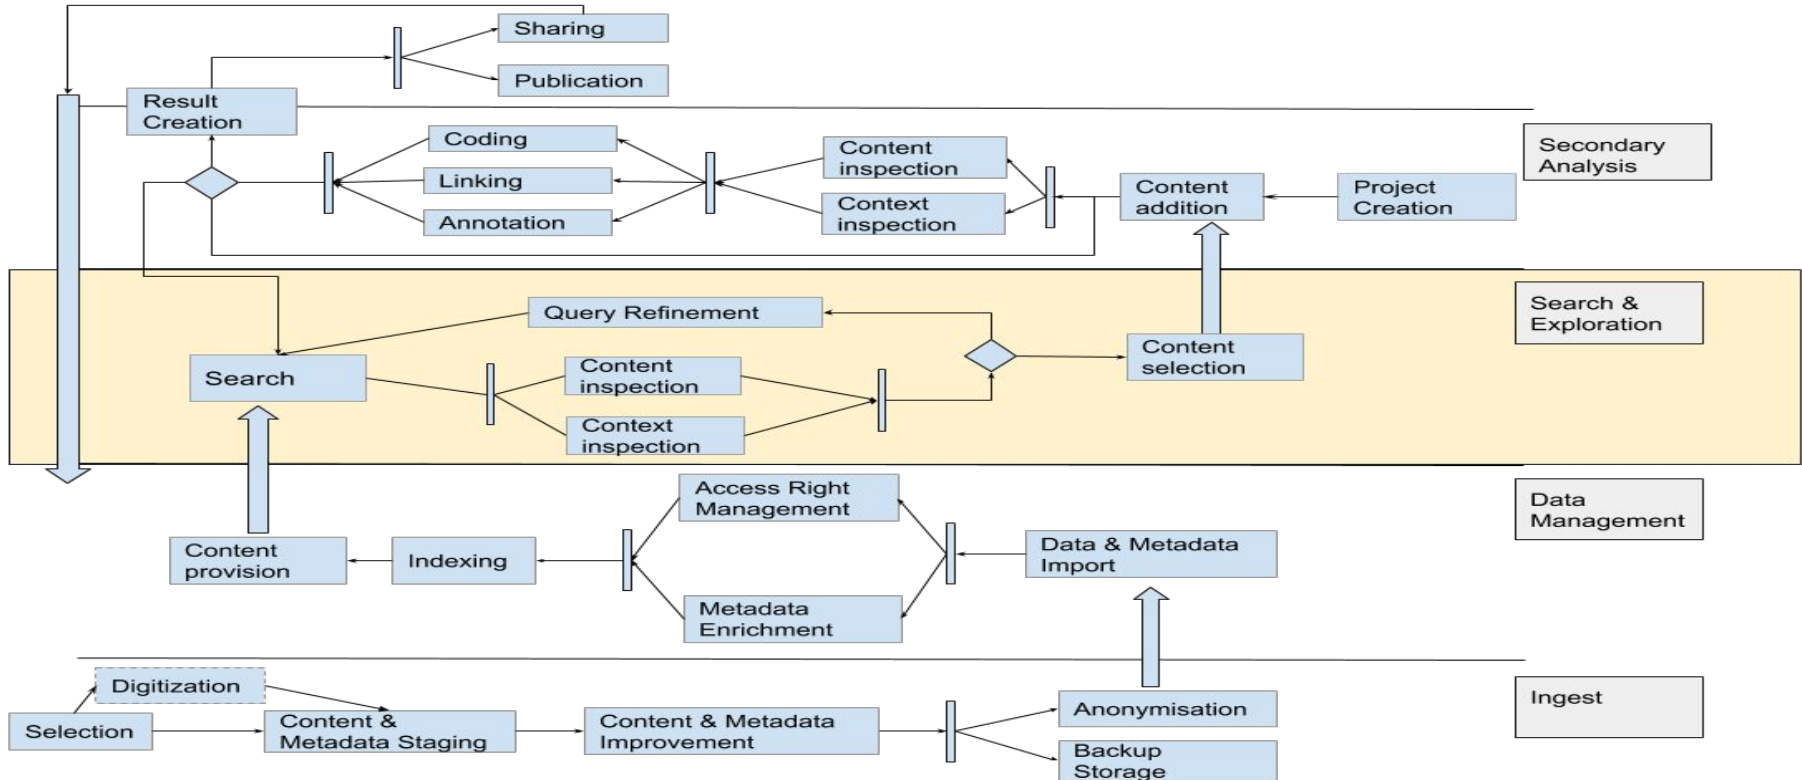 Sharing
Publication
Result
Creation
Coding
Linking
Annotation
Content
inspection
Context
inspection
Content
addition
Project
Creation
Secondary
Analysis
Query Refinement
Search
Content
inspection
Context
inspection
Content
selection
Search &
Exploration
Access Right
Management
Content
provision
Indexing
Metadata
Enrichment
Data & Metadata
Import
Data
Management
Digitization
Selection
Content &
Metadata Staging
Content & Metadata
Improvement
Anonymisation
Backup
Storage
Ingest